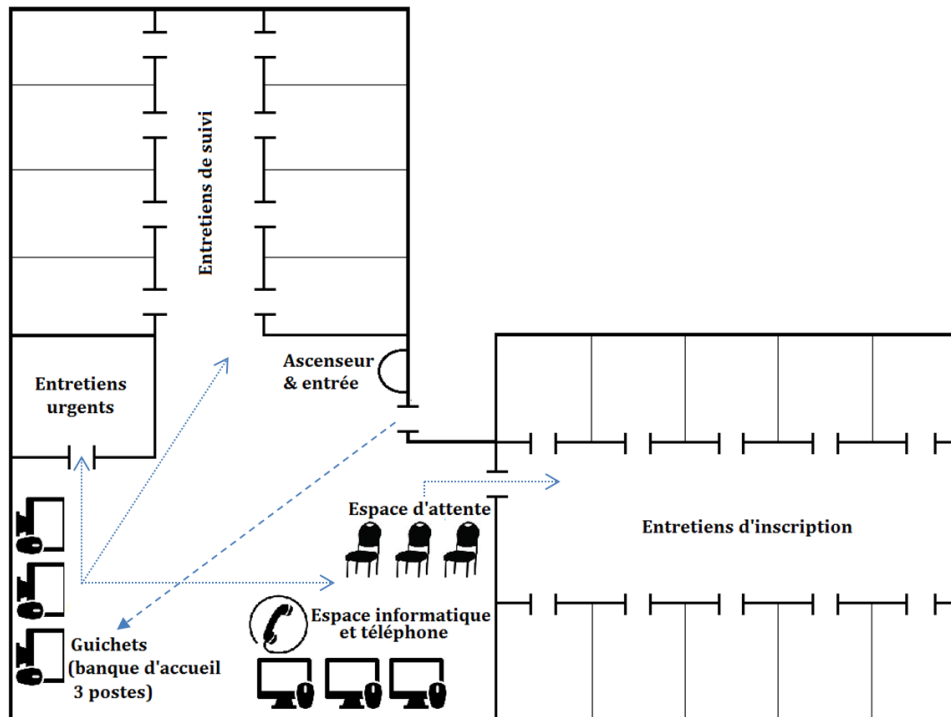 Entretiens de suivi
Ascenseur
& entrée
Entretiens
urgents
Espace d'attente
Entretiens d'inscription
Espace informatique
et téléphone
Guichets
(banque d'accueil
3 postes)